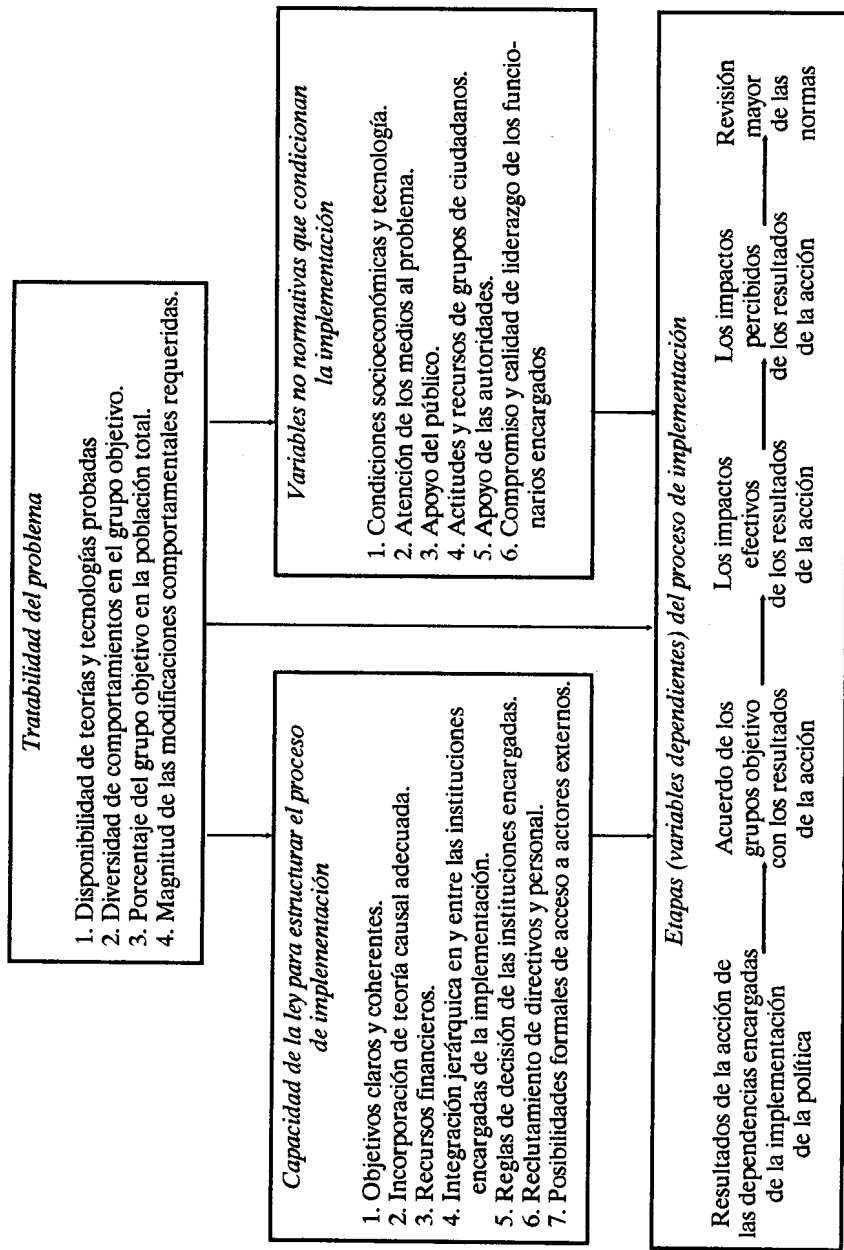 Tratabilidad del problema
1. Disponibilidad de teorías y tecnologías probadas
2. Diversidad de comportamientos en el grupo objetivo.
3. Porcentaje del grupo objetivo en la población total.
4. Magnitud de las modificaciones comportamentales requeridas.
Capacidad de la ley para estructurar el proceso
de implementación
1. Objetivos claros y coherentes.
2. Incorporación de teoría causal adecuada.
3. Recursos financieros.
4. Integración jerárquica en y entre las instituciones
encargadas de la implementación.
5. Reglas de decisión de las instituciones encargadas.
6. Reclutamiento de directivos y personal.
7. Posibilidades formales de acceso a actores externos.
Variables no normativas que condicionan
la implementación
1. Condiciones socioeconómicas y tecnología.
2. Atención de los medios al problema.
3. Apoyo del público.
4. Actitudes y recursos de grupos de ciudadanos.
5. Apoyo de las autoridades.
6. Compromiso y calidad de liderazgo de los funcio-
narios encargados
Etapas (variables dependientes) del proceso de implementación
Resultados de la acción de
las dependencias encargadas
de la implementación
de la política
Acuerdo de los
grupos objetivo
con los resultados
de la acción
Los impactos
efectivos
de los resultados
de la acción
Los impactos
percibidos
de los resultados
de la acción
Revisión
mayor
de las
normas